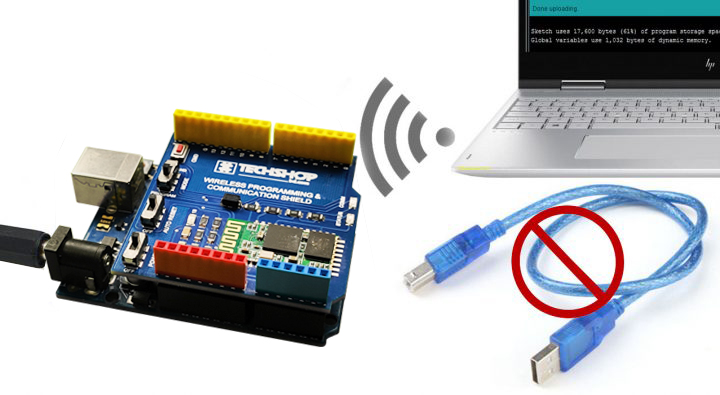 Done uploading.
Sketch uses 17,600 bytes (61%) of program storage spac
Global variables use 1,032 bytes of dynamic memory.
hp
TECHSHOP
WIRELESS PROGRAMMING &
COMMUNICATION SHIELD